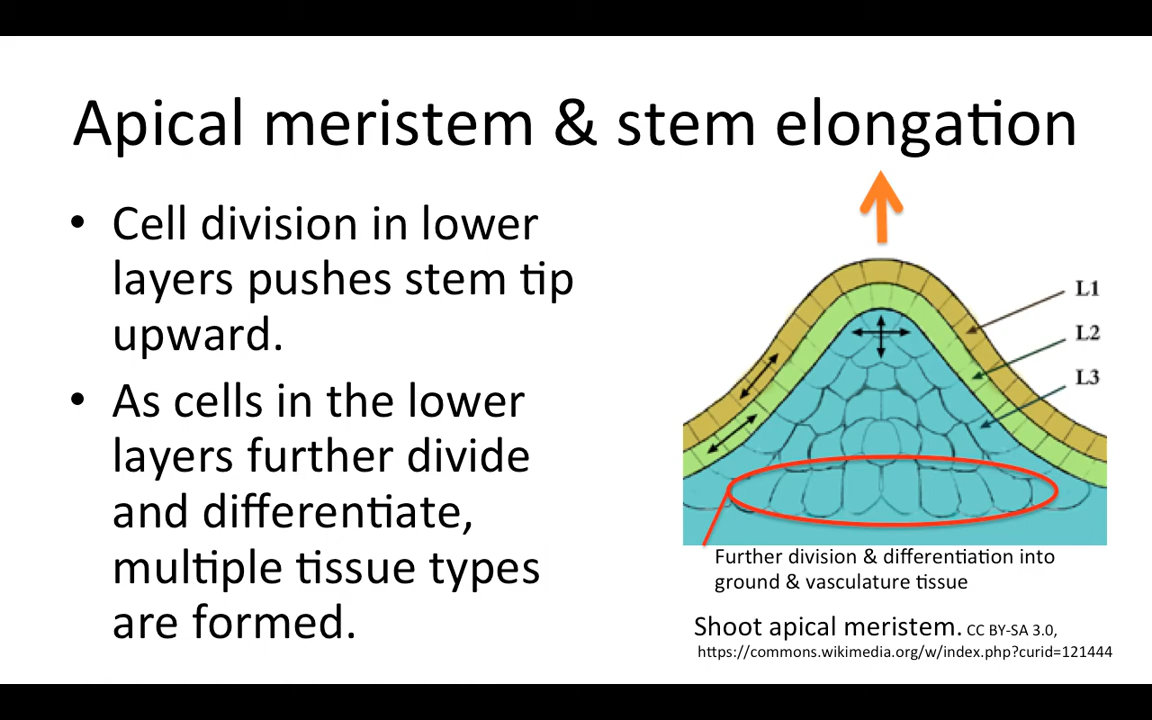 Apical meristem & stem elongation
• Cell division in lower
layers pushes stem tip
upward.
• As cells in the lower
layers further divide
and differentiate,
multiple tissue types
are formed.
L1
L2
L3
Further division & differentiation into
ground & vasculature tissue
Shoot apical meristem. CC BY-SA 3.0,
https://commons.wikimedia.org/w/index.php?curid=121444